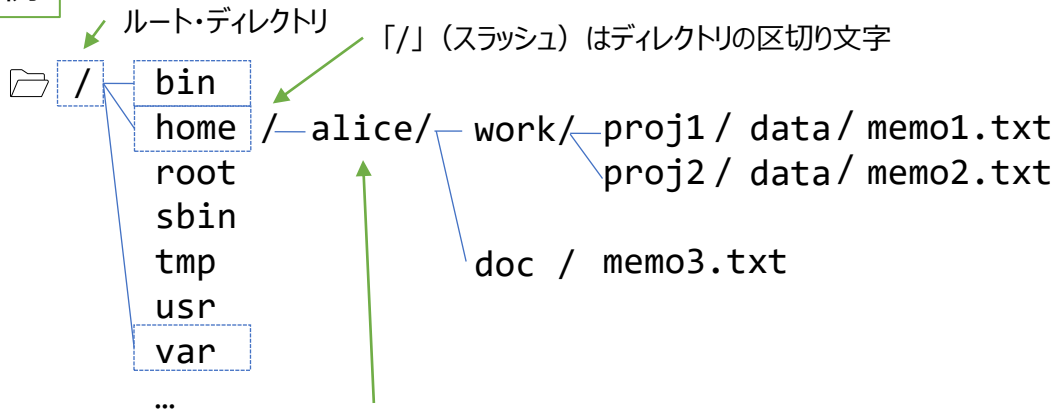 ルート・ディレクトリ
「/」（スラッシュ）はディレクトリの区切り文字
/ bin
home / alice/ work/ proj1 / data / memo1.txt
root proj2 / data / memo2.txt
sbin
tmp doc / memo3.txt
usr
var
…